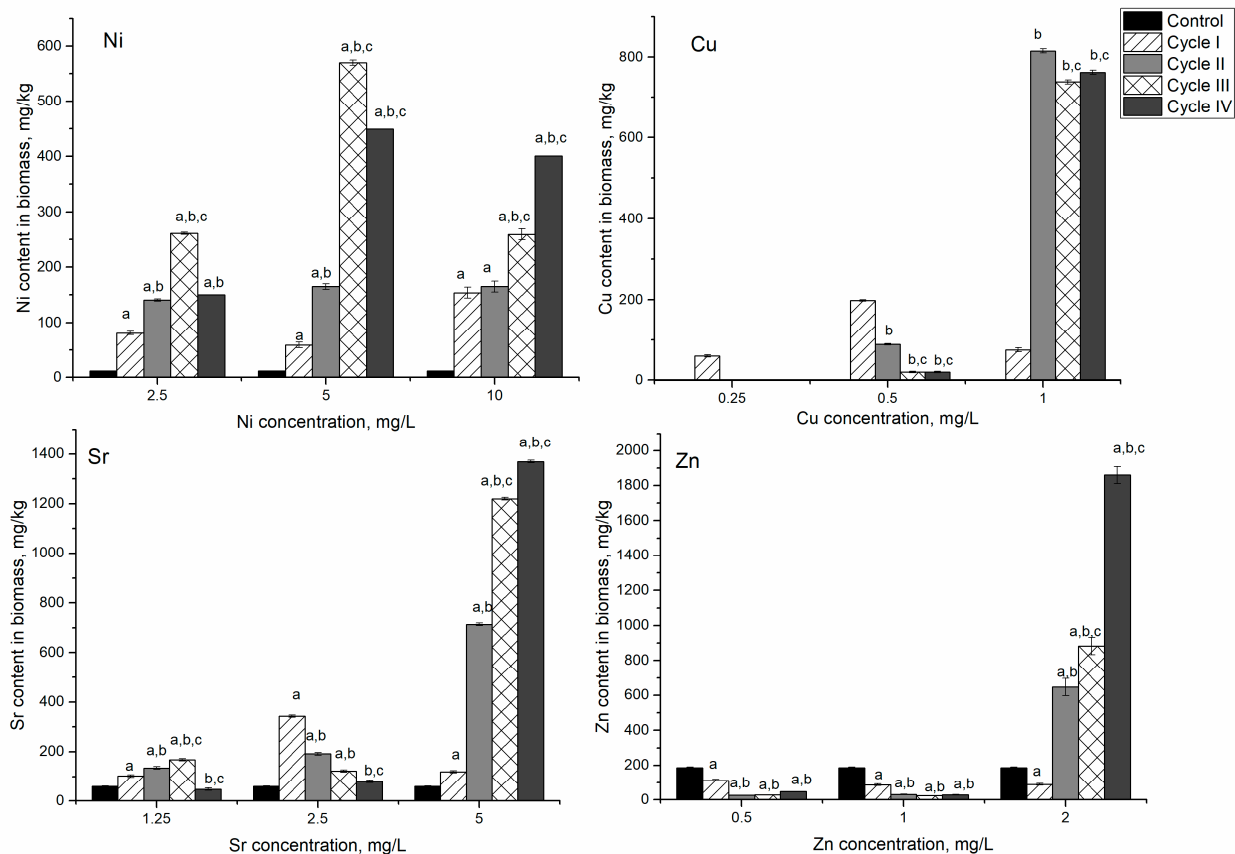 Ni
Ni content in biomass, mg/kg
600
500
400
300
200
100
0
a
a,b
a,b,c
a,b
a
a,b
a,b,c
a,b,c
a
a
a,b,c
a,b,c
2.5
5
10
Ni concentration, mg/L
Cu
Cu content in biomass, mg/kg
800
600
400
200
0
b
b,c
b,c
b
b,c
b,c
0.25
0.5
1
Cu concentration, mg/L
Control
Cycle I
Cycle II
Cycle III
Cycle IV
Sr
Sr content in biomass, mg/kg
1400
1200
1000
800
600
400
200
0
a
a,b
a,b,c
b,c
a
a,b
a,b
b,c
a
a,b
a,b,c
a,b,c
1.25
2.5
5
Sr concentration, mg/L
Zn
Zn content in biomass, mg/kg
2000
1800
1600
1400
1200
1000
800
600
400
200
0
a
a,b
a,b
a,b
a
a,b
a,b
a,b
a
a,b
a,b,c
a,b,c
0.5
1
2
Zn concentration, mg/L